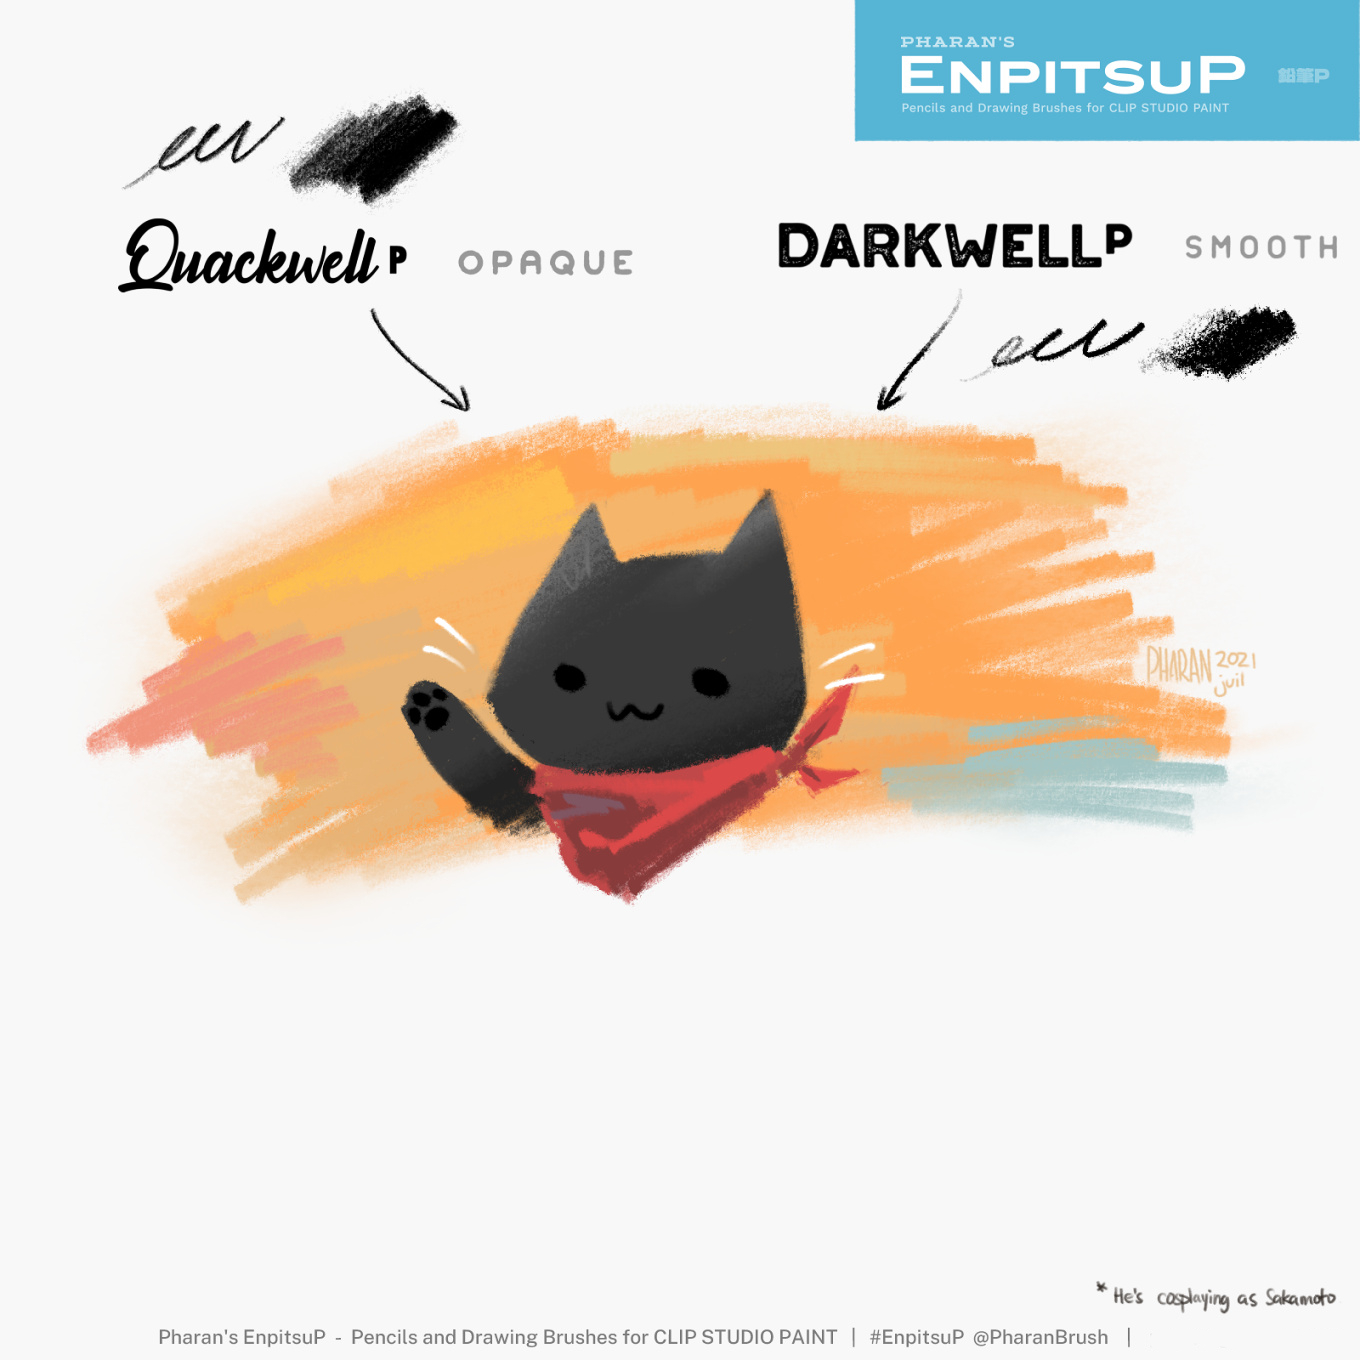 PHARAN'S
ENPITSUP 鉛筆P
Pencils and Drawing Brushes for CLIP STUDIO PAINT
Quackwell P OPAQUE
DARKWELLP SMOOTH
PHARAN 2021
juil
* He's cosplaying as Sakamoto
Pharan's EnpitsuP - Pencils and Drawing Brushes for CLIP STUDIO PAINT | #EnpitsuP @PharanBrush |